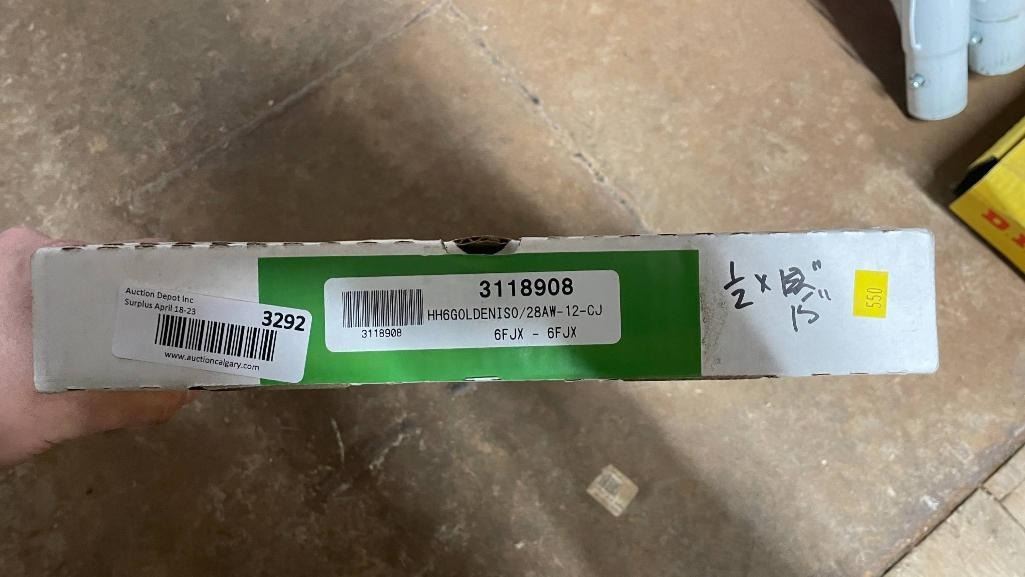 Auction Depot Inc
Surplus April 18-23
3292
www.auctioncalgary.com
3118908
HH6GOLDENISO/28AW-12-CJ
3118908
6FJX - 6FJX
1/2 x
15"
550